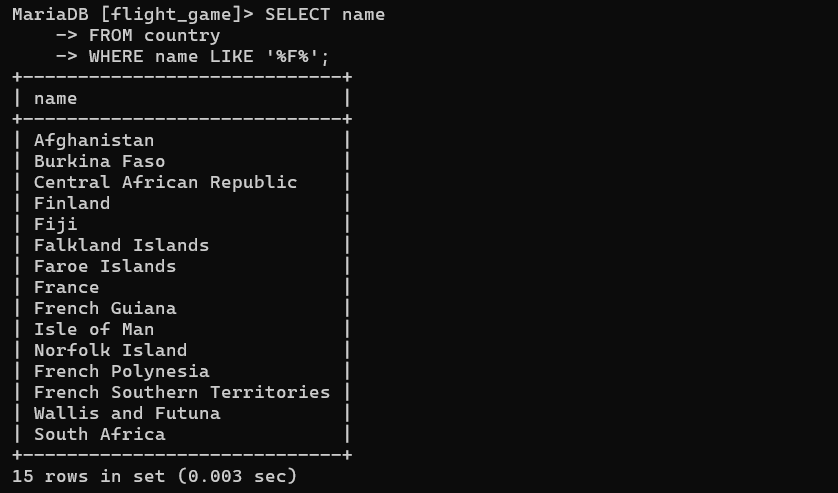 MariaDB [flight_game]> SELECT name
    -> FROM country
    -> WHERE name LIKE '%F%';
+-----------------------------+
| name                        |
+-----------------------------+
| Afghanistan                 |
| Burkina Faso                |
| Central African Republic    |
| Finland                     |
| Fiji                        |
| Falkland Islands            |
| Faroe Islands               |
| France                      |
| French Guiana               |
| Isle of Man                 |
| Norfolk Island              |
| French Polynesia            |
| French Southern Territories |
| Wallis and Futuna           |
| South Africa                |
+-----------------------------+
15 rows in set (0.003 sec)